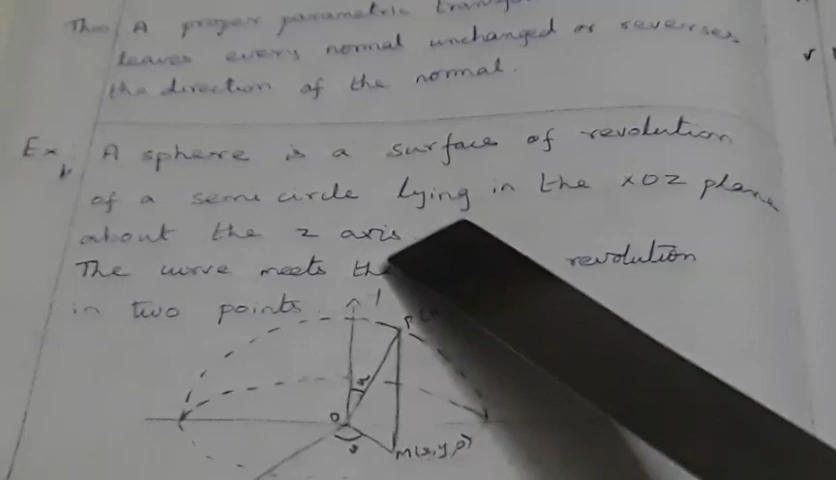 Thm: A proper parametric
leaves every normal unchanged or reverses
the direction of the normal.
Ex, A sphere is a surface of revolution
of a semi circle lying in the XOZ plane
about the z axis
The curve meets the revolution
in two points.
P
u
O
v
M(x,y,0)